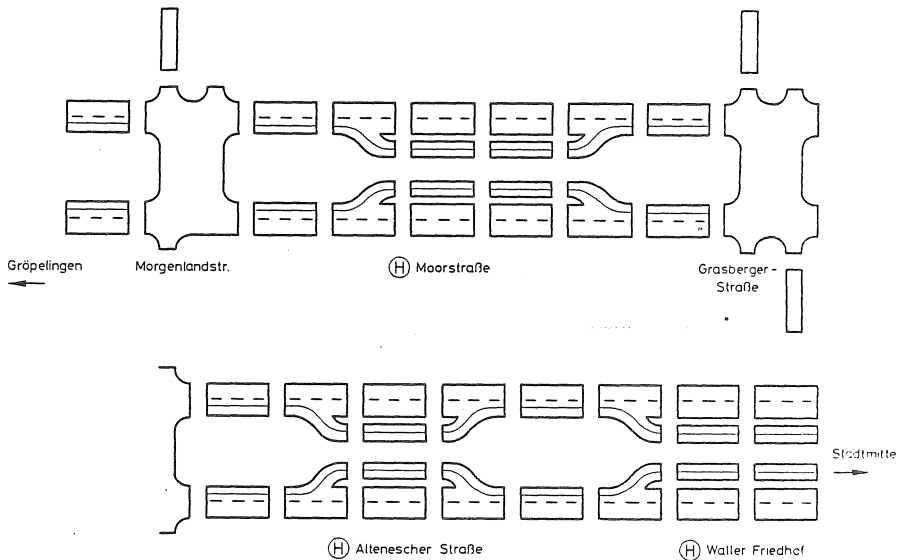 Gröpelingen
Morgenlandstr.
H Moorstraße
Grasberger-
Straße
Stadtmitte
H Altenescher Straße
H Waller Friedhof